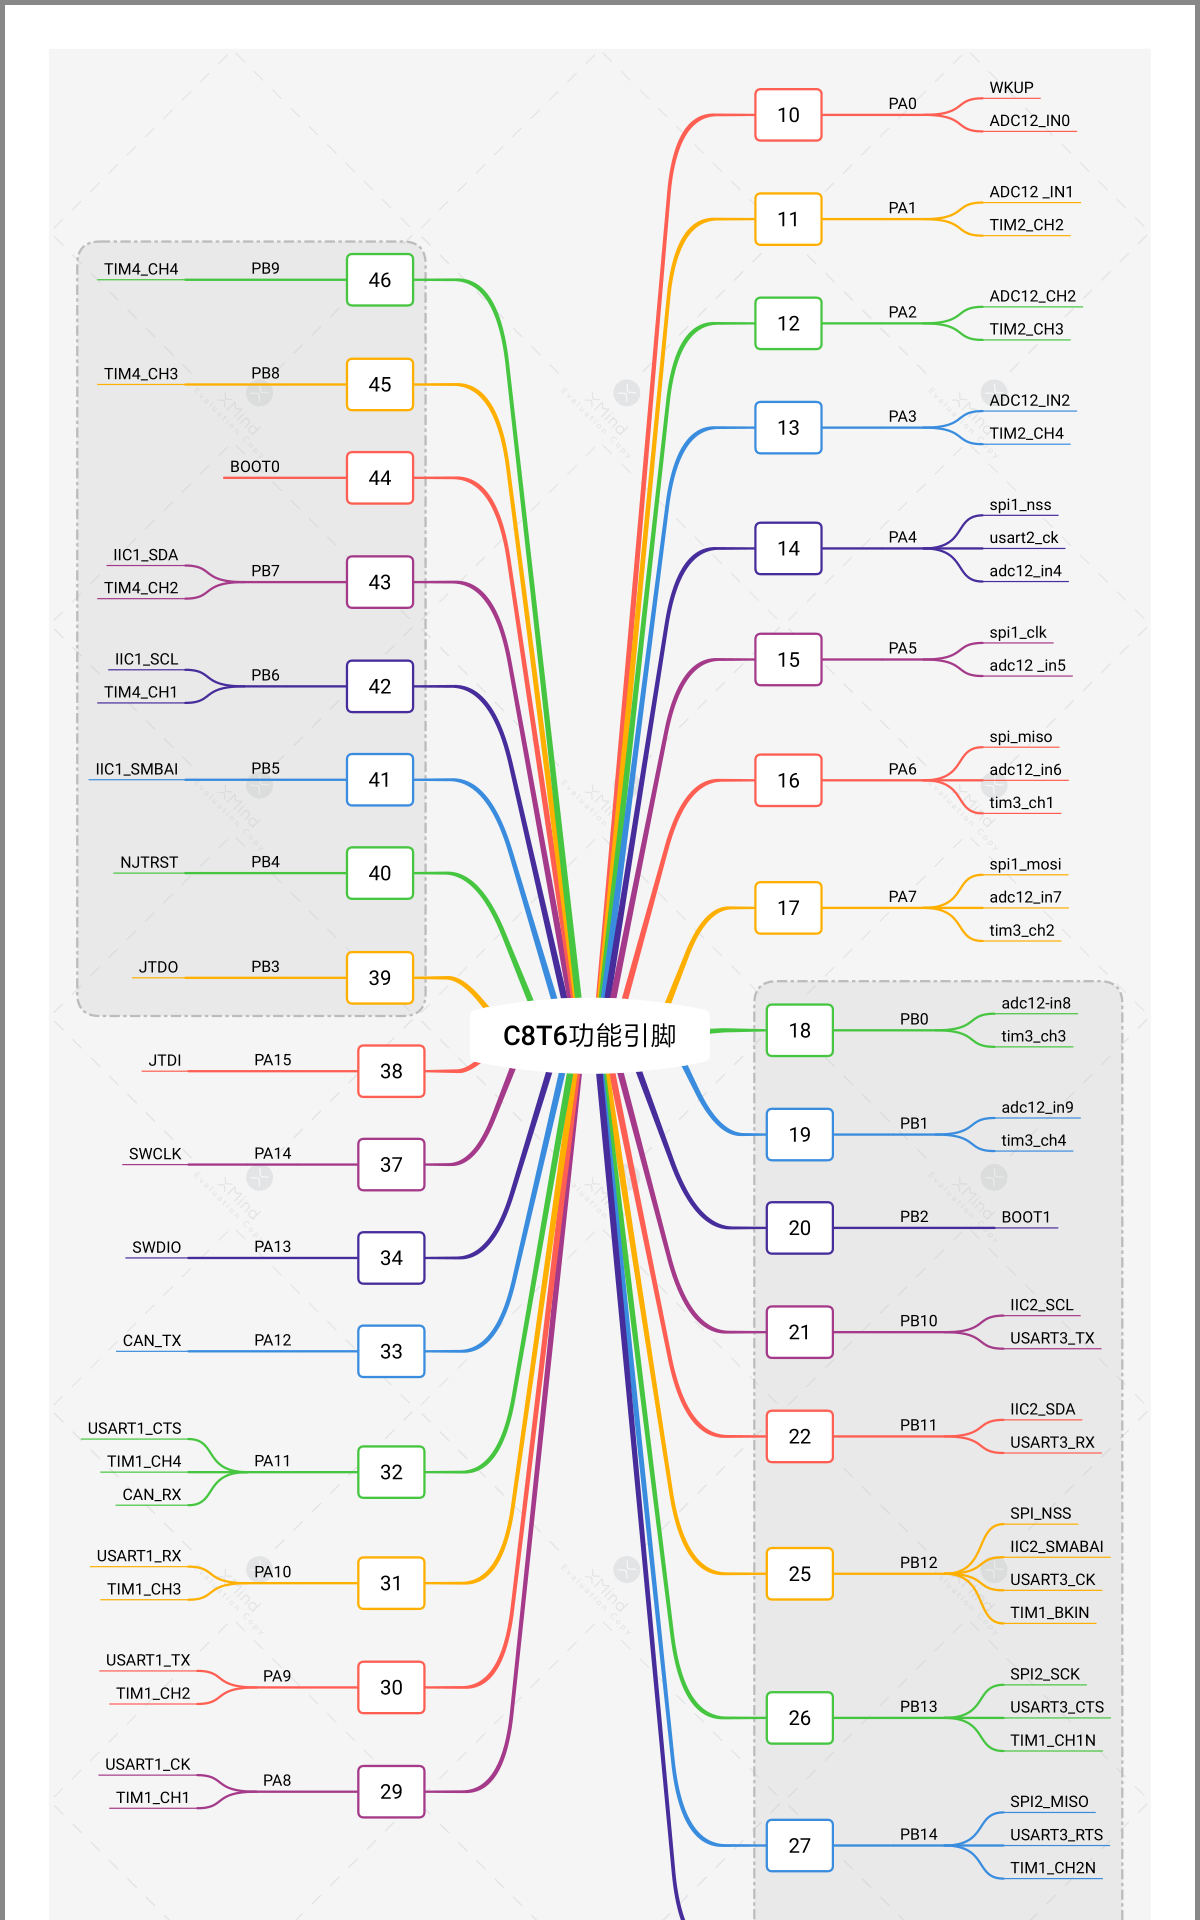 C8T6功能引脚
10 PA0 WKUP
ADC12_IN0
11 PA1 ADC12 _IN1
TIM2_CH2
12 PA2 ADC12_CH2
TIM2_CH3
13 PA3 ADC12_IN2
TIM2_CH4
14 PA4 spi1_nss
usart2_ck
adc12_in4
15 PA5 spi1_clk
adc12 _in5
16 PA6 spi_miso
adc12_in6
tim3_ch1
17 PA7 spi1_mosi
adc12_in7
tim3_ch2
18 PB0 adc12-in8
tim3_ch3
19 PB1 adc12_in9
tim3_ch4
20 PB2 BOOT1
21 PB10 IIC2_SCL
USART3_TX
22 PB11 IIC2_SDA
USART3_RX
25 PB12 SPI_NSS
IIC2_SMABAI
USART3_CK
TIM1_BKIN
26 PB13 SPI2_SCK
USART3_CTS
TIM1_CH1N
27 PB14 SPI2_MISO
USART3_RTS
TIM1_CH2N
TIM4_CH4 PB9 46
TIM4_CH3 PB8 45
BOOT0 44
IIC1_SDA PB7 43
TIM4_CH2
IIC1_SCL PB6 42
TIM4_CH1
IIC1_SMBAI PB5 41
NJTRST PB4 40
JTDO PB3 39
JTDI PA15 38
SWCLK PA14 37
SWDIO PA13 34
CAN_TX PA12 33
USART1_CTS PA11 32
TIM1_CH4
CAN_RX
USART1_RX PA10 31
TIM1_CH3
USART1_TX PA9 30
TIM1_CH2
USART1_CK PA8 29
TIM1_CH1
XMind
Evaluation Copy